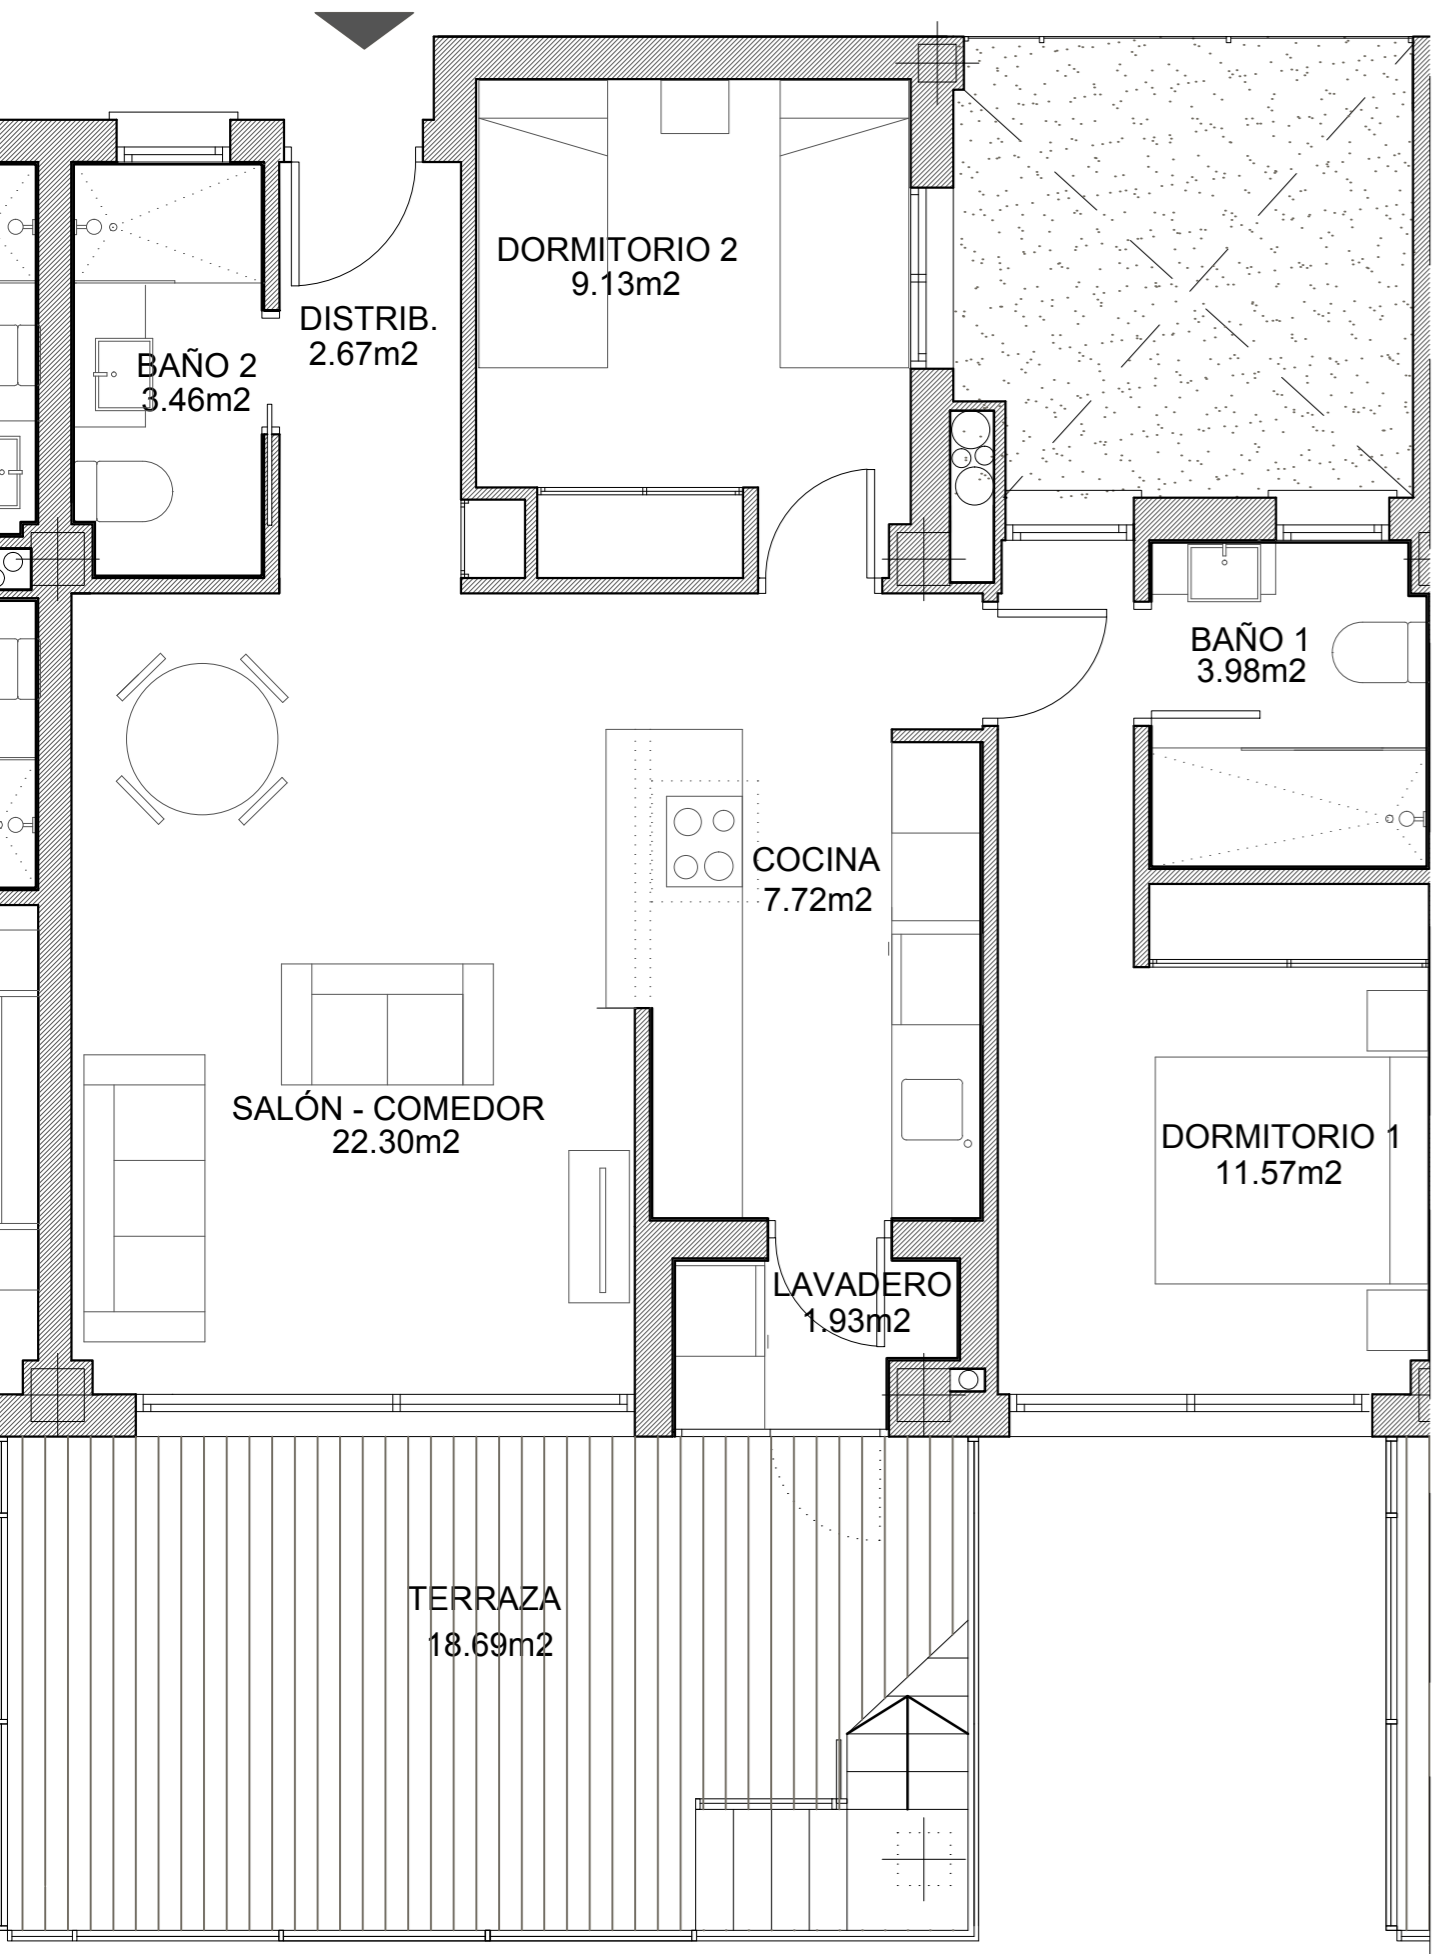 DORMITORIO 2
9.13m2
DISTRIB.
2.67m2
BAÑO 2
3.46m2
BAÑO 1
3.98m2
COCINA
7.72m2
SALÓN - COMEDOR
22.30m2
DORMITORIO 1
11.57m2
LAVADERO
1.93m2
TERRAZA
18.69m2